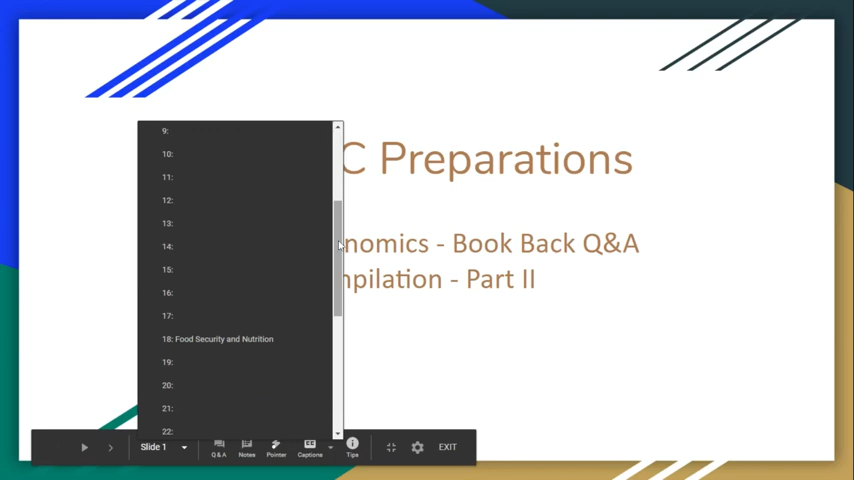 C Preparations
nomics - Book Back Q&A
mpilation - Part II
9:
10:
11:
12:
13:
14:
15:
16:
17:
18: Food Security and Nutrition
19:
20:
21:
22:
Slide 1
Q & A
Notes
Pointer
Captions
Tips
EXIT